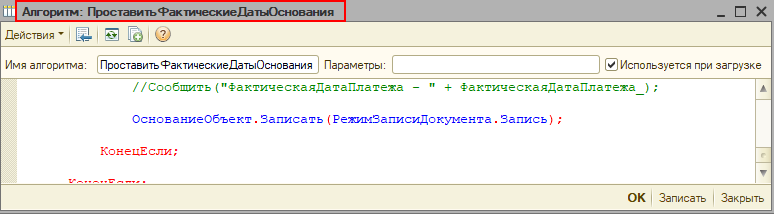 Алгоритм: ПроставитьФактическиеДатыОснования
Действия
Имя алгоритма: ПроставитьФактическиеДатыОснования Параметры: Используется при загрузке
//Сообщить("ФактическаяДатаПлатежа - " + ФактическаяДатаПлатежа_);
ОснованиеОбъект.Записать(РежимЗаписиДокумента.Запись);
КонецЕсли;
КонецЕсли;
OK Записать Закрыть